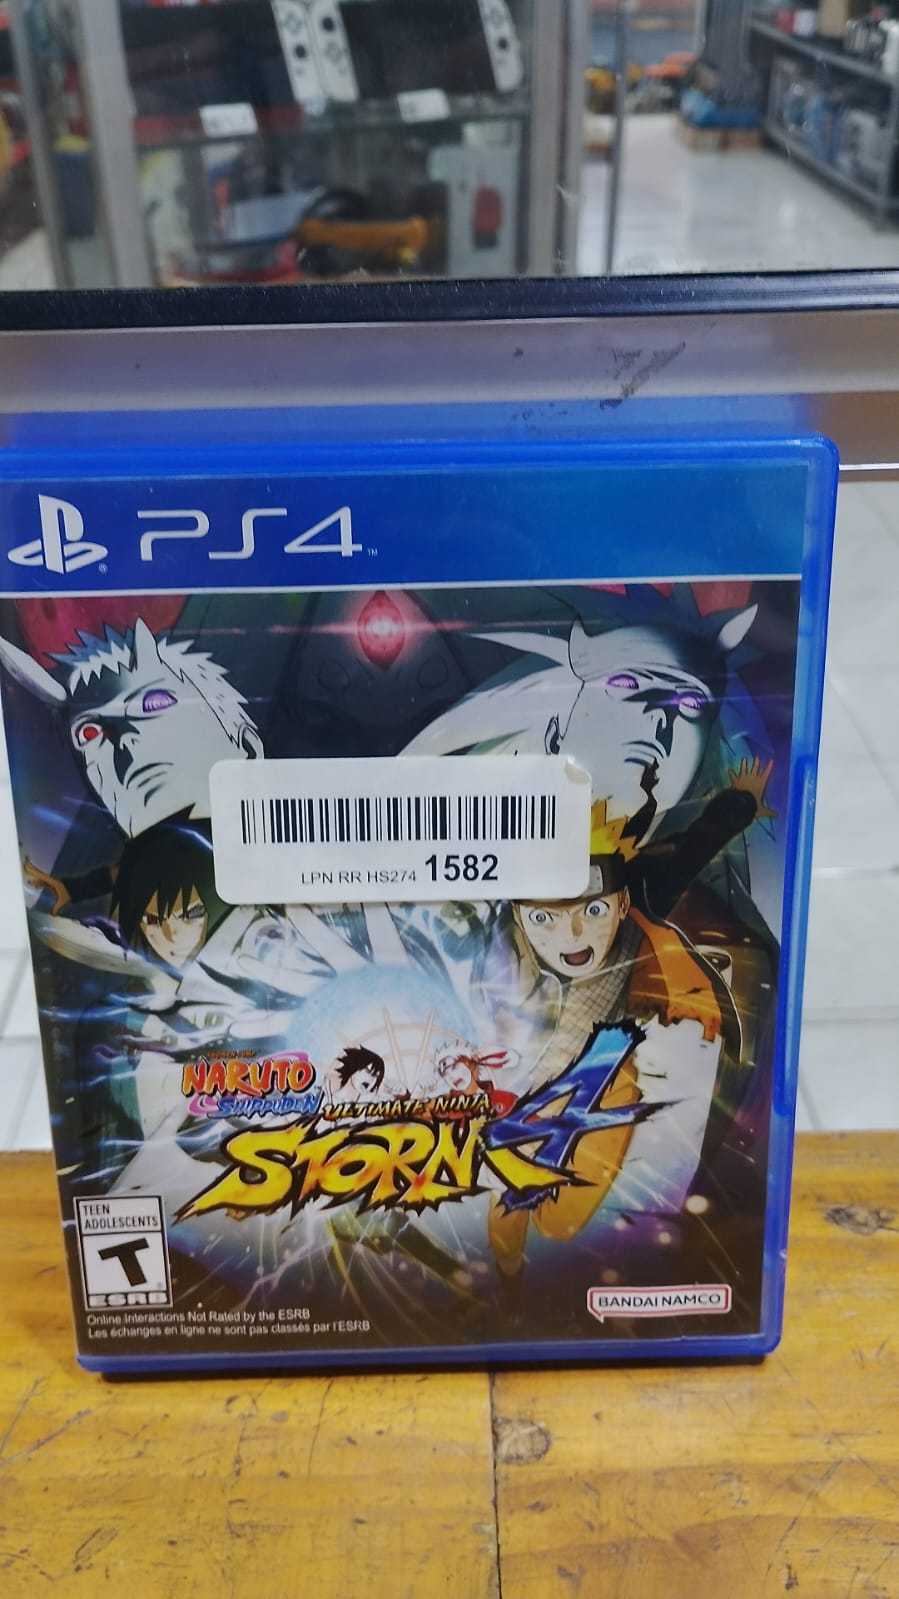 PS4™
LPN RR HS274 1582
NARUTO
SHIPPUDEN ULTIMATE NINJA
STORM 4
TEEN
ADOLESCENTS
T
ESRB
BANDAI NAMCO
Online Interactions Not Rated by the ESRB
Les échanges en ligne ne sont pas classés par l'ESRB